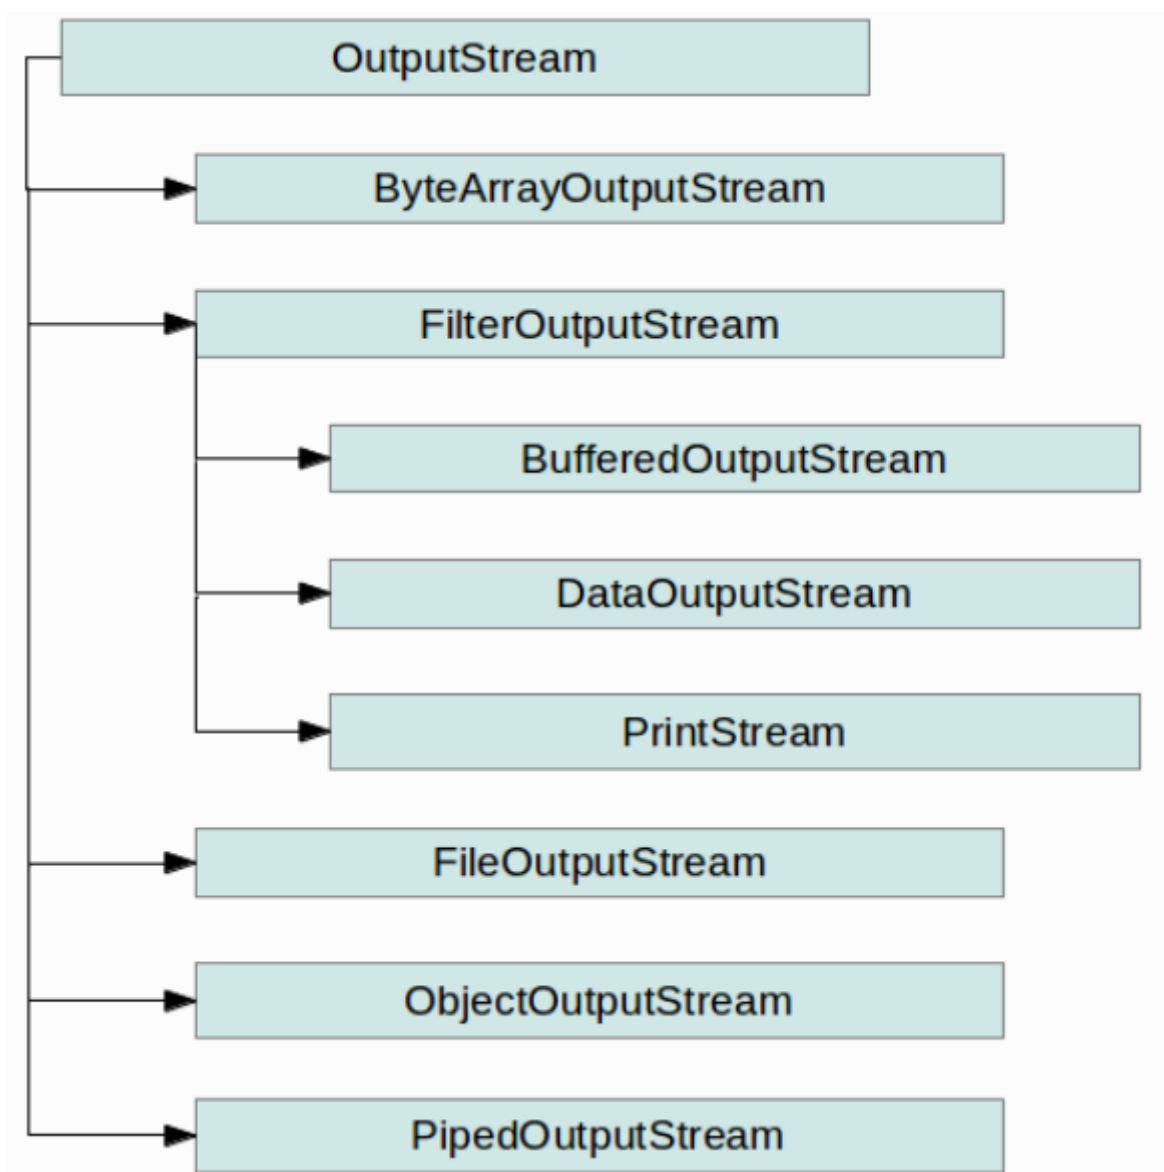 OutputStream
ByteArrayOutputStream
FilterOutputStream
BufferedOutputStream
DataOutputStream
PrintStream
FileOutputStream
ObjectOutputStream
PipedOutputStream